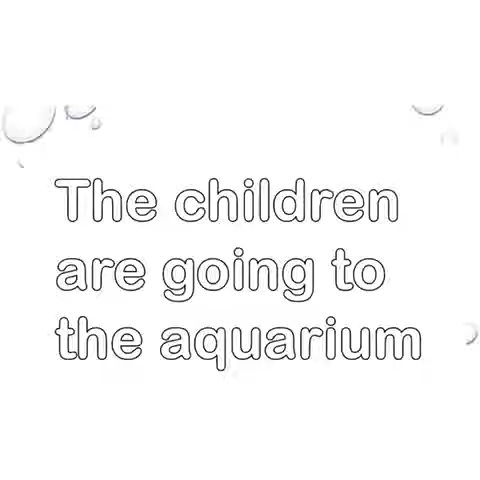 The children
are going to
the aquarium